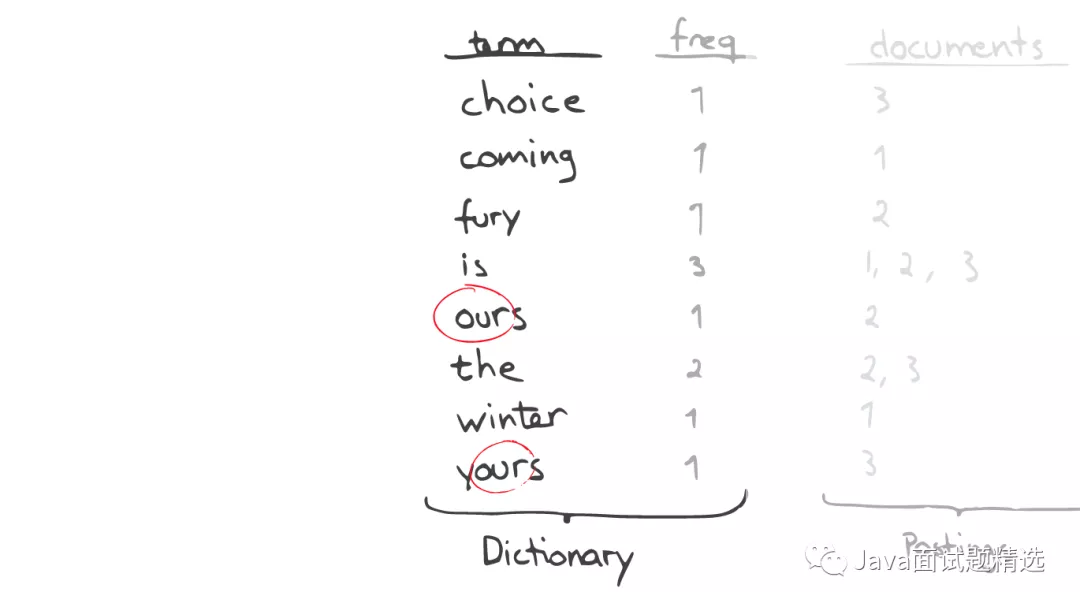 term freq documents
choice 1 3
coming 1 1
fury 1 2
is 3 1, 2, 3
ours 1 2
the 2 2, 3
winter 1 1
yours 1 3
Dictionary Postings
Java面试题精选